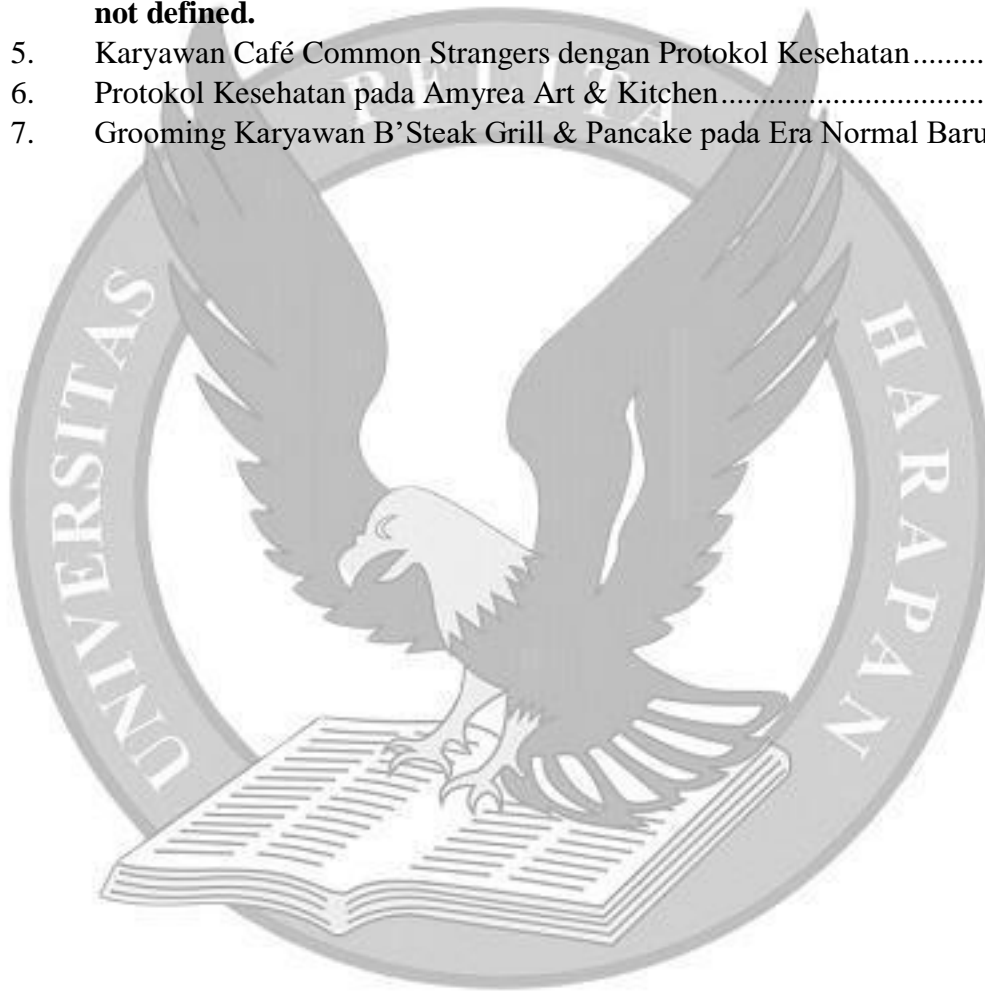 not defined.
5. Karyawan Café Common Strangers dengan Protokol Kesehatan..........
6. Protokol Kesehatan pada Amyrea Art & Kitchen..................................
7. Grooming Karyawan B’Steak Grill & Pancake pada Era Normal Baru
UNIVERSITAS PELITA HARAPAN